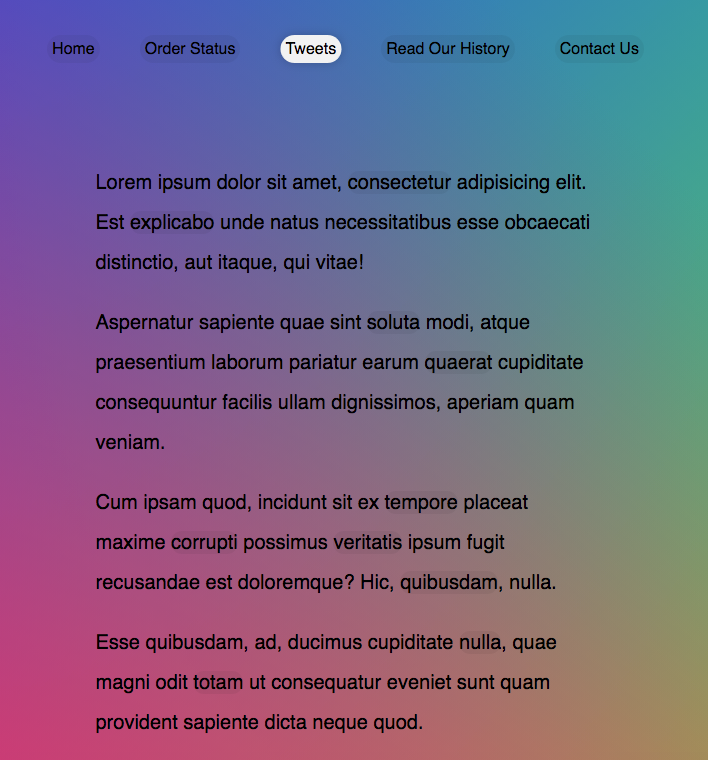 Home Order Status Tweets Read Our History Contact Us
Lorem ipsum dolor sit amet, consectetur adipisicing elit.
Est explicabo unde natus necessitatibus esse obcaecati
distinctio, aut itaque, qui vitae!
Aspernatur sapiente quae sint soluta modi, atque
praesentium laborum pariatur earum quaerat cupiditate
consequuntur facilis ullam dignissimos, aperiam quam
veniam.
Cum ipsam quod, incidunt sit ex tempore placeat
maxime corrupti possimus veritatis ipsum fugit
recusandae est doloremque? Hic, quibusdam, nulla.
Esse quibusdam, ad, ducimus cupiditate nulla, quae
magni odit totam ut consequatur eveniet sunt quam
provident sapiente dicta neque quod.